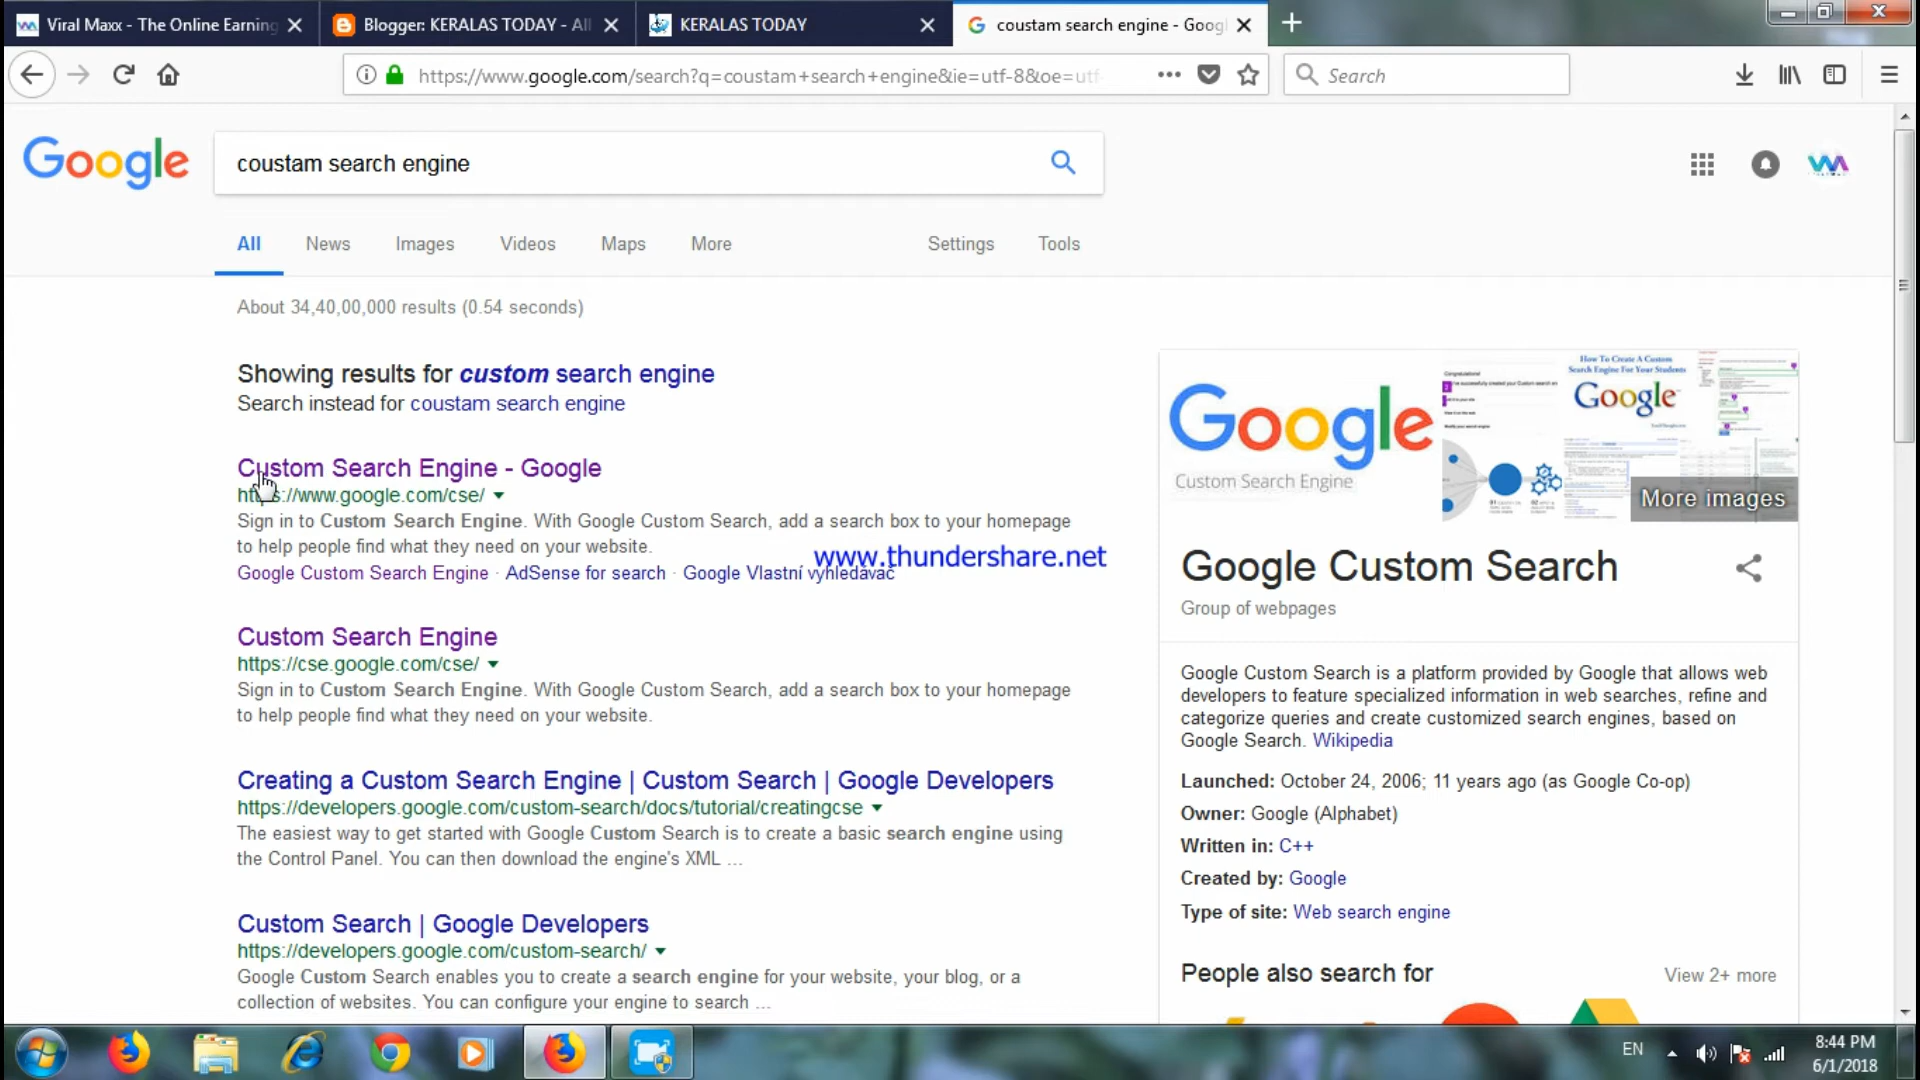 Viral Maxx - The Online Earning
Blogger: KERALAS TODAY - All
KERALAS TODAY
coustam search engine - Googl
https://www.google.com/search?q=coustam+search+engine&ie=utf-8&oe=utf-
Search
Google
coustam search engine
All News Images Videos Maps More Settings Tools
About 34,40,00,000 results (0.54 seconds)
Showing results for custom search engine
Search instead for coustam search engine
Custom Search Engine - Google
https://www.google.com/cse/
Sign in to Custom Search Engine. With Google Custom Search, add a search box to your homepage
to help people find what they need on your website.
Google Custom Search Engine · AdSense for search · Google Vlastní vyhledávač
www.thundershare.net
Custom Search Engine
https://cse.google.com/cse/
Sign in to Custom Search Engine. With Google Custom Search, add a search box to your homepage
to help people find what they need on your website.
Creating a Custom Search Engine | Custom Search | Google Developers
https://developers.google.com/custom-search/docs/tutorial/creatingcse
The easiest way to get started with Google Custom Search is to create a basic search engine using
the Control Panel. You can then download the engine's XML ...
Custom Search | Google Developers
https://developers.google.com/custom-search/
Google Custom Search enables you to create a search engine for your website, your blog, or a
collection of websites. You can configure your engine to search ...
Google
Custom Search Engine
How To Create A Custom
Search Engine For Your Students
Google
More images
Google Custom Search
Group of webpages
Google Custom Search is a platform provided by Google that allows web
developers to feature specialized information in web searches, refine and
categorize queries and create customized search engines, based on
Google Search. Wikipedia
Launched: October 24, 2006; 11 years ago (as Google Co-op)
Owner: Google (Alphabet)
Written in: C++
Created by: Google
Type of site: Web search engine
People also search for
View 2+ more
EN
8:44 PM
6/1/2018